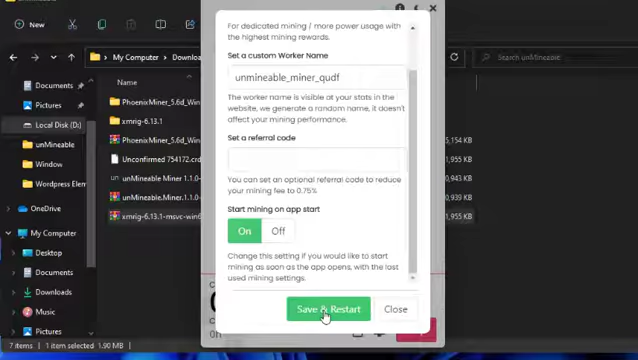 For dedicated mining / more power usage with
the highest mining rewards.
Set a custom Worker Name
unmineable_miner_qudf
The worker name is visible at your stats in the
website, we generate a random name, it doesn't
affect your mining performance.
Set a referral code
You can set an optional referral code to reduce
your mining fee to 0.75%
Start mining on app start
On Off
Change this setting if you would like to start
mining as soon as the app opens, with the last
used mining settings.
Save & Restart Close
New
My Computer Downloa
Search unMineable
Documents
Pictures
Local Disk (D:)
unMineable
Window
Wordpress Elem
OneDrive
My Computer
Desktop
Documents
Downloads
Music
Pictures
Name
PhoenixMiner_5.6d_Win
xmrig-6.13.1
PhoenixMiner_5.6d_Win
Unconfirmed 754172.crd
unMineable Miner 1.1.0
unMineable.Miner.1.1.0-
xmrig-6.13.1-msvc-win6
5,154 KB
1,955 KB
0,940 KB
0,943 KB
1,955 KB
7 items 1 item selected 1.90 MB